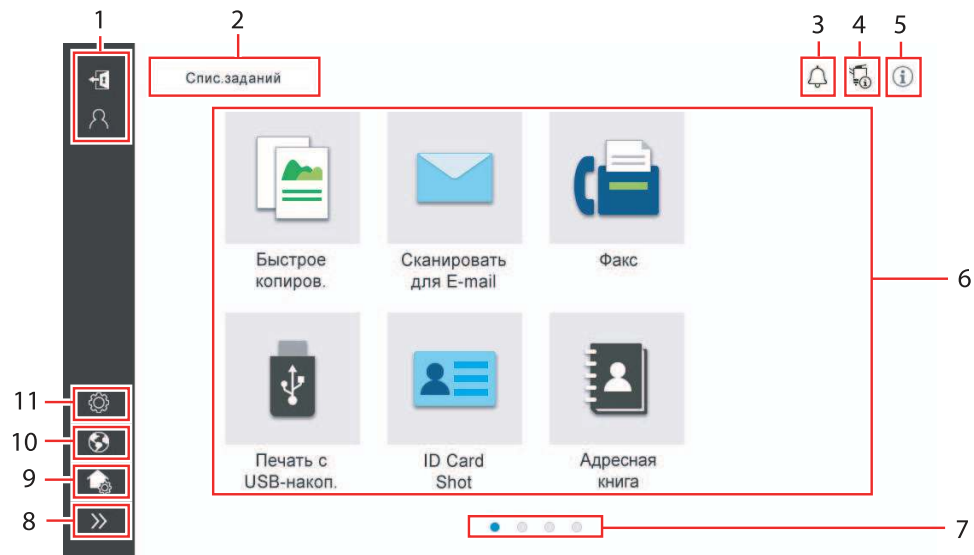 1
2
3
4
5
Спис.заданий
Быстрое
копиров.
Сканировать
для E-mail
Факс
6
Печать с
USB-накоп.
ID Card
Shot
Адресная
книга
11
10
9
8
7